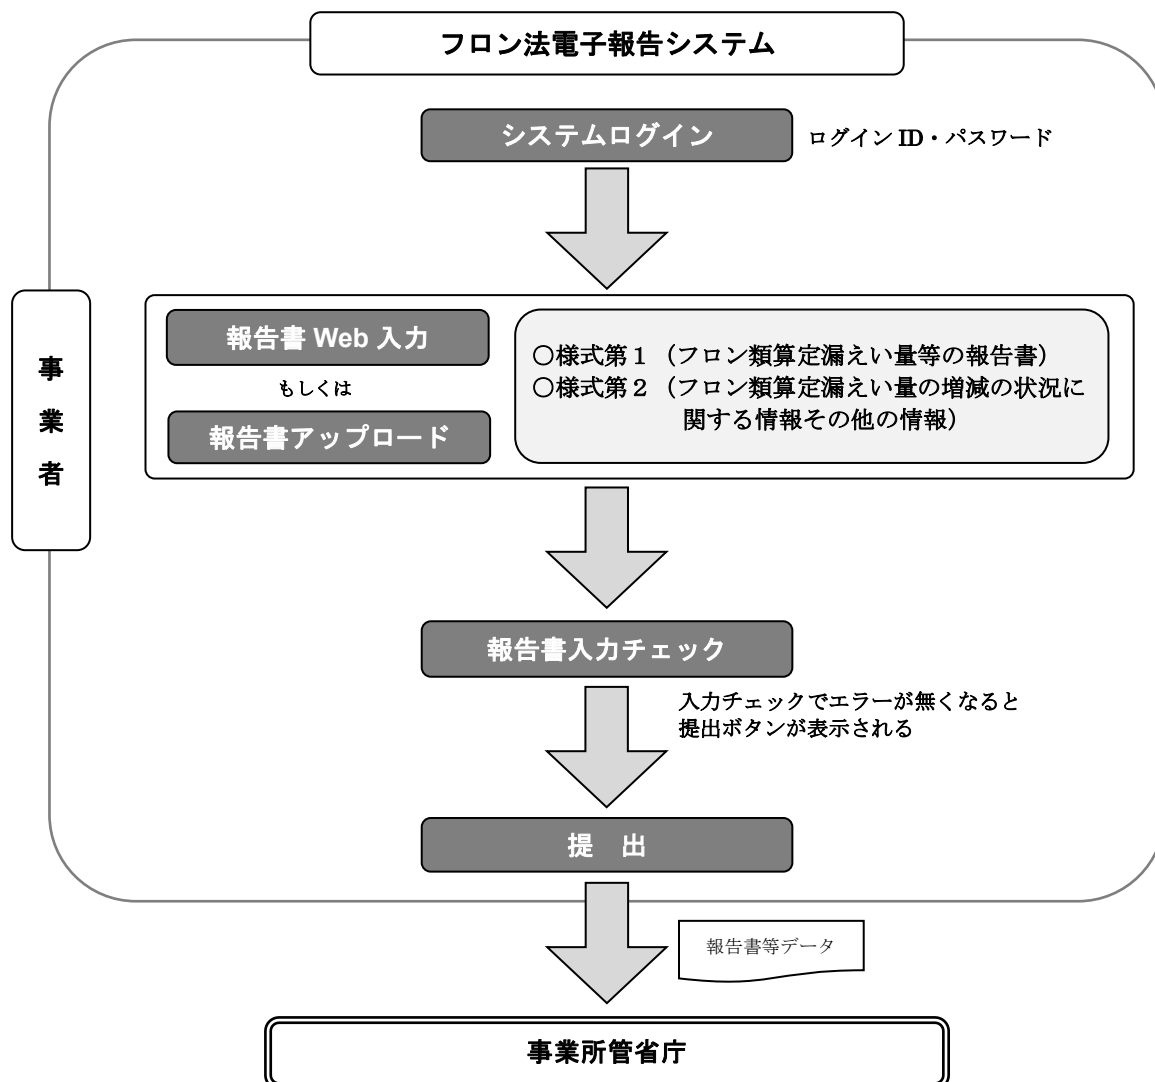 フロン法電子報告システム
システムログイン
ログイン ID・パスワード
事業者
報告書 Web 入力
もしくは
報告書アップロード
○様式第１（フロン類算定漏えい量等の報告書）
○様式第２（フロン類算定漏えい量の増減の状況に
関する情報その他の情報）
報告書入力チェック
入力チェックでエラーが無くなると
提出ボタンが表示される
提　出
報告書等データ
事業所管省庁